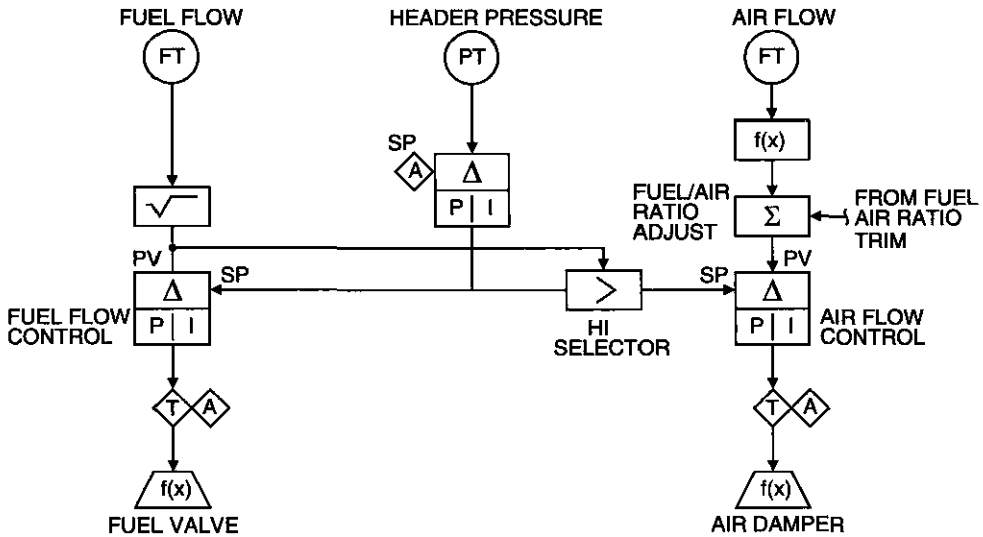 FUEL FLOW
HEADER PRESSURE
AIR FLOW
FT
PT
FT
f(x)
SP
A
Δ
P I
√
FUEL/AIR
RATIO
ADJUST
Σ
FROM FUEL
AIR RATIO
TRIM
PV
SP
Δ
P I
FUEL FLOW
CONTROL
>
HI
SELECTOR
SP
PV
Δ
P I
AIR FLOW
CONTROL
T
A
T
A
f(x)
FUEL VALVE
f(x)
AIR DAMPER